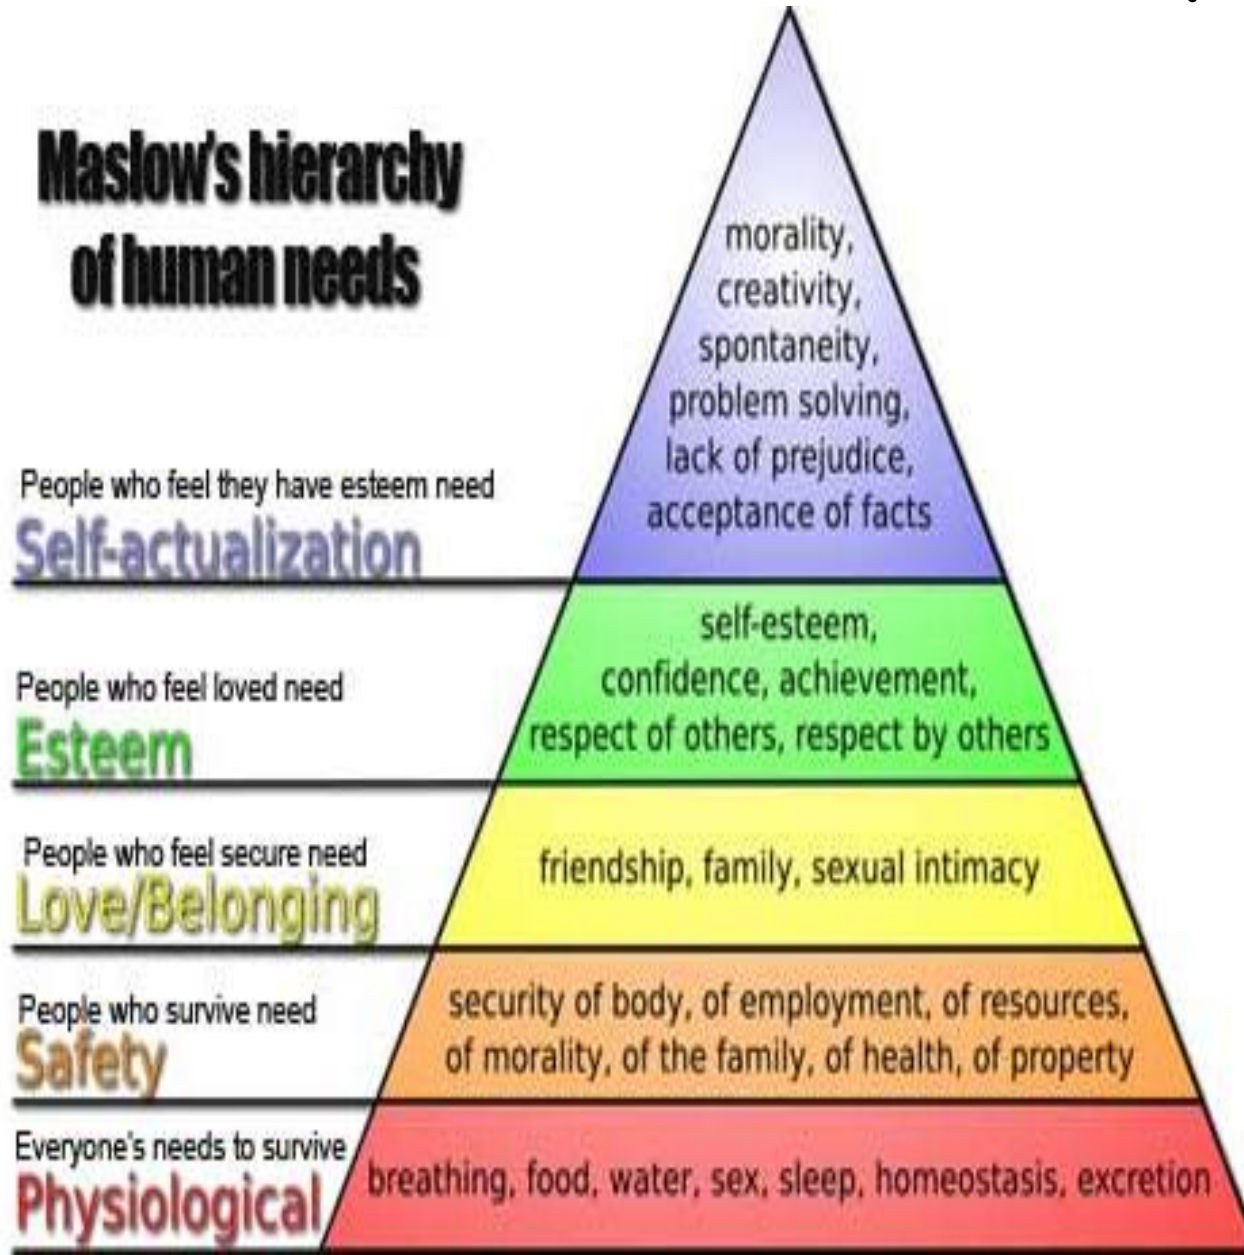 Maslow's hierarchy
of human needs
morality,
creativity,
spontaneity,
problem solving,
lack of prejudice,
acceptance of facts
People who feel they have esteem need
Self-actualization
self-esteem,
confidence, achievement,
respect of others, respect by others
People who feel loved need
Esteem
friendship, family, sexual intimacy
People who feel secure need
Love/Belonging
security of body, of employment, of resources,
of morality, of the family, of health, of property
People who survive need
Safety
breathing, food, water, sex, sleep, homeostasis, excretion
Everyone's needs to survive
Physiological